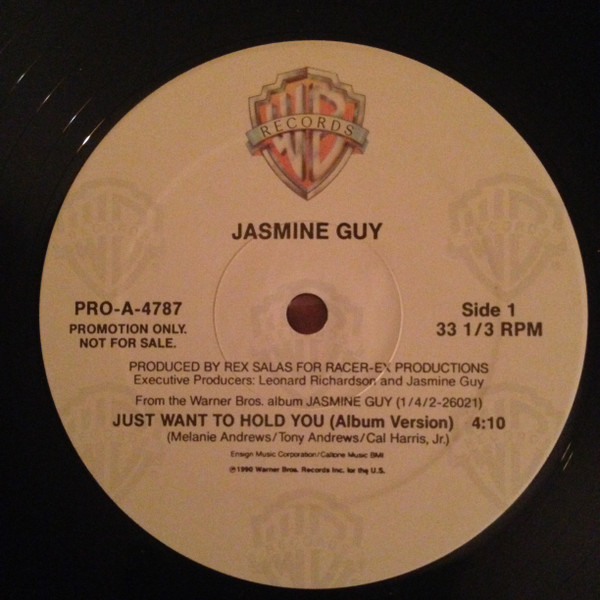 WB
RECORDS
JASMINE GUY
PRO-A-4787
PROMOTION ONLY.
NOT FOR SALE.
Side 1
33 1/3 RPM
PRODUCED BY REX SALAS FOR RACER-EX PRODUCTIONS
Executive Producers: Leonard Richardson and Jasmine Guy
From the Warner Bros. album JASMINE GUY (1/4/2-26021)
JUST WANT TO HOLD YOU (Album Version) 4:10
(Melanie Andrews/Tony Andrews/Cal Harris, Jr.)
Ensign Music Corporation/Callone Music BMI
℗1990 Warner Bros. Records Inc. for the U.S.